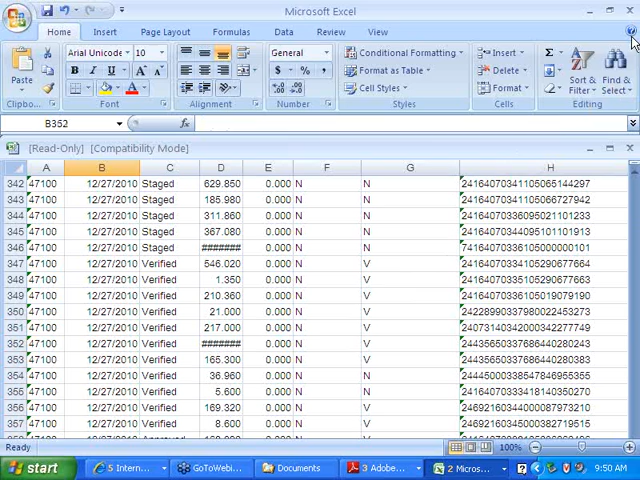 Microsoft Excel
Home Insert Page Layout Formulas Data Review View
Paste
Clipboard
Arial Unicode 10
B I U A A
A
Font
Alignment
General
$ % ,
Number
Conditional Formatting
Format as Table
Cell Styles
Styles
Insert
Delete
Format
Cells
Σ
Sort & Filter
Find & Select
Editing
B352 fx
[Read-Only] [Compatibility Mode]
A B C D E F G H
342 47100 12/27/2010 Staged 629.850 0.000 N N 24164070341105065144297
343 47100 12/27/2010 Staged 185.980 0.000 N N 24164070341105066727942
344 47100 12/27/2010 Staged 311.860 0.000 N N 24164070336095021101233
345 47100 12/27/2010 Staged 367.080 0.000 N N 24164070344095101101913
346 47100 12/27/2010 Staged ####### 0.000 N N 74164070336105000000101
347 47100 12/27/2010 Verified 546.020 0.000 N V 24164070334105290677664
348 47100 12/27/2010 Verified 1.350 0.000 N V 24164070335105290677663
349 47100 12/27/2010 Verified 210.360 0.000 N V 24164070336105019079190
350 47100 12/27/2010 Verified 21.000 0.000 N V 24228990337980022453273
351 47100 12/27/2010 Verified 217.000 0.000 N V 24073140342000342277749
352 47100 12/27/2010 Verified ####### 0.000 N V 24435650337686440280243
353 47100 12/27/2010 Verified 165.300 0.000 N V 24435650337686440280383
354 47100 12/27/2010 Verified 36.960 0.000 N N 24445000338547846955355
355 47100 12/27/2010 Verified 5.600 0.000 N N 24164070333418140350270
356 47100 12/27/2010 Verified 169.320 0.000 N V 24692160344000087973210
357 47100 12/27/2010 Verified 8.600 0.000 N V 24692160345000382719515
Ready 100%
start 5 Intern... GoToWebi... Documents 3 Adobe... 2 Micros... 9:50 AM